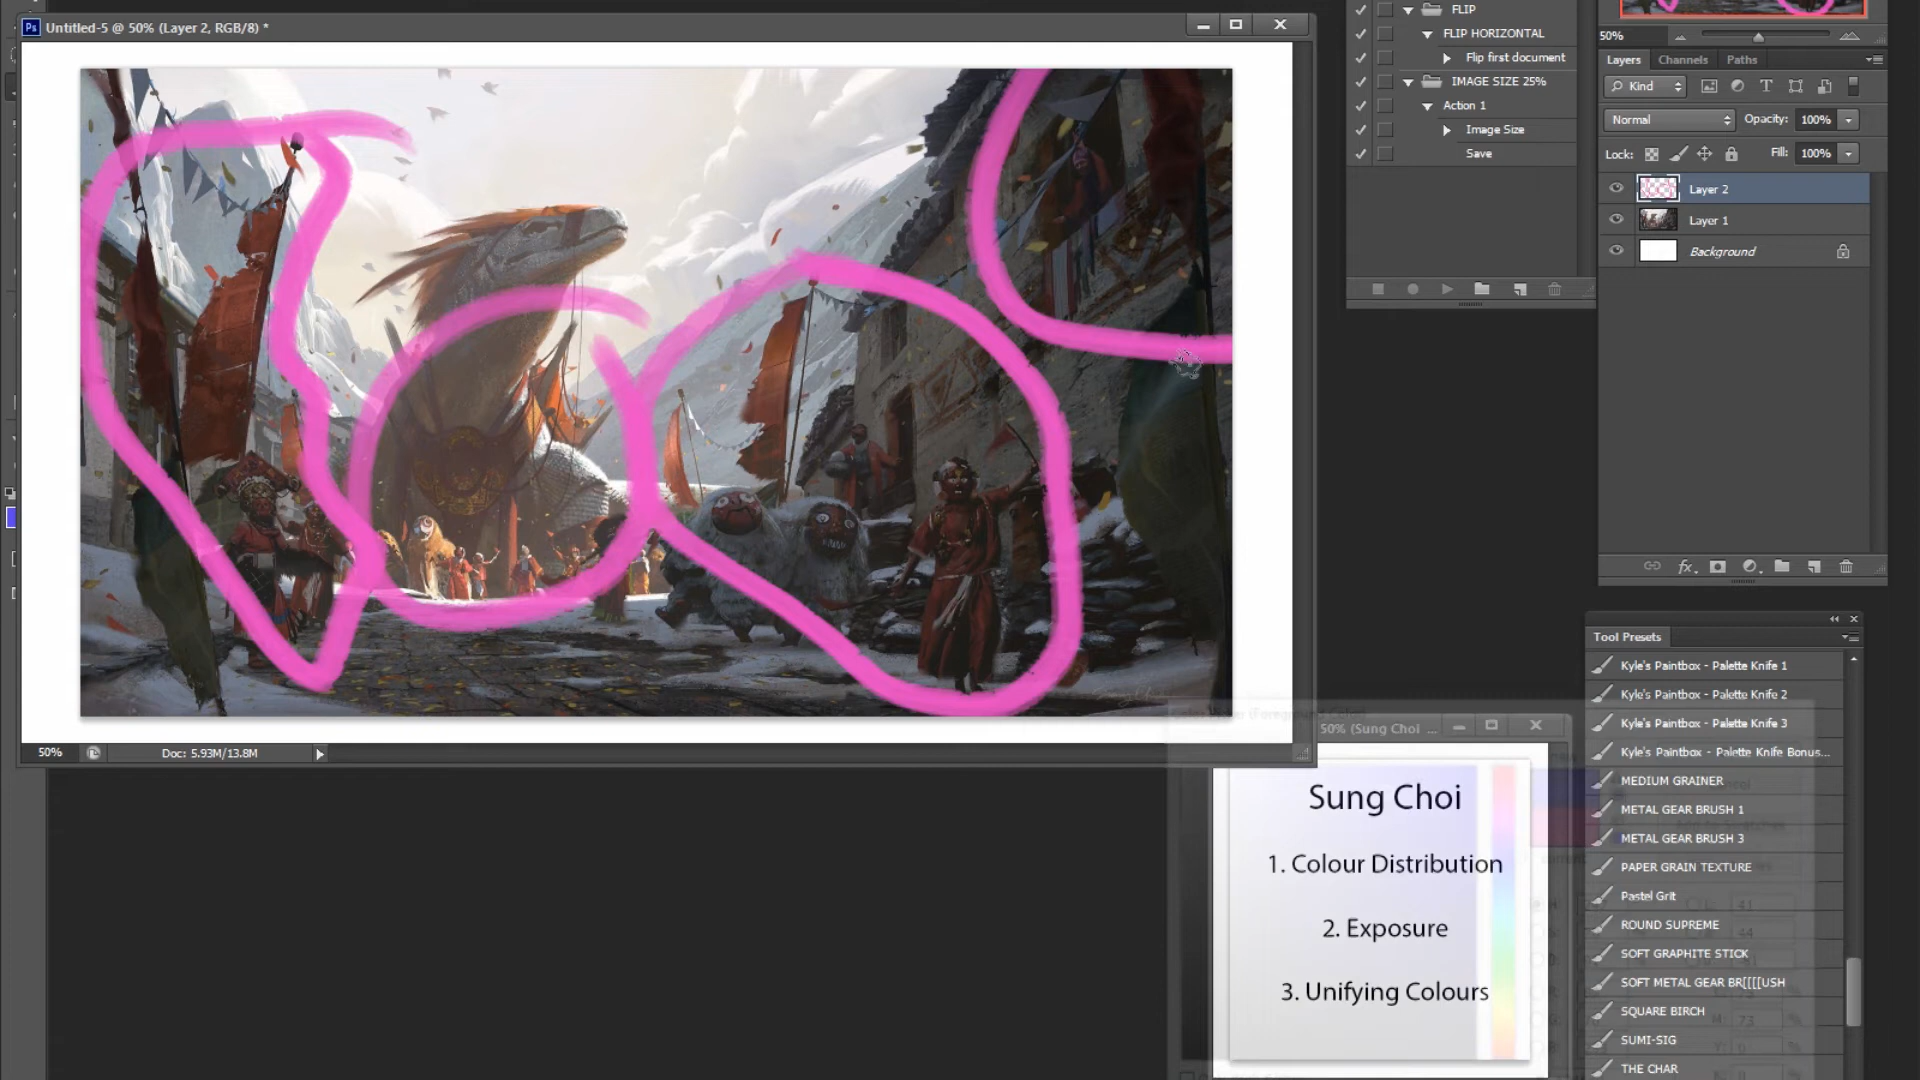 Untitled-5 @ 50% (Layer 2, RGB/8) *
50%
Doc: 5.93M/13.8M
FLIP
FLIP HORIZONTAL
Flip first document
IMAGE SIZE 25%
Action 1
Image Size
Save
50%
Layers Channels Paths
Kind
Normal Opacity: 100%
Lock: Fill: 100%
Layer 2
Layer 1
Background
Tool Presets
Kyle's Paintbox - Palette Knife 1
Kyle's Paintbox - Palette Knife 2
Kyle's Paintbox - Palette Knife 3
Kyle's Paintbox - Palette Knife Bonus...
MEDIUM GRAINER
METAL GEAR BRUSH 1
METAL GEAR BRUSH 3
PAPER GRAIN TEXTURE
Pastel Grit
ROUND SUPREME
SOFT GRAPHITE STICK
SOFT METAL GEAR BR[[[[USH
SQUARE BIRCH
SUMI-SIG
THE CHAR
50% (Sung Choi ...
Sung Choi
1. Colour Distribution
2. Exposure
3. Unifying Colours